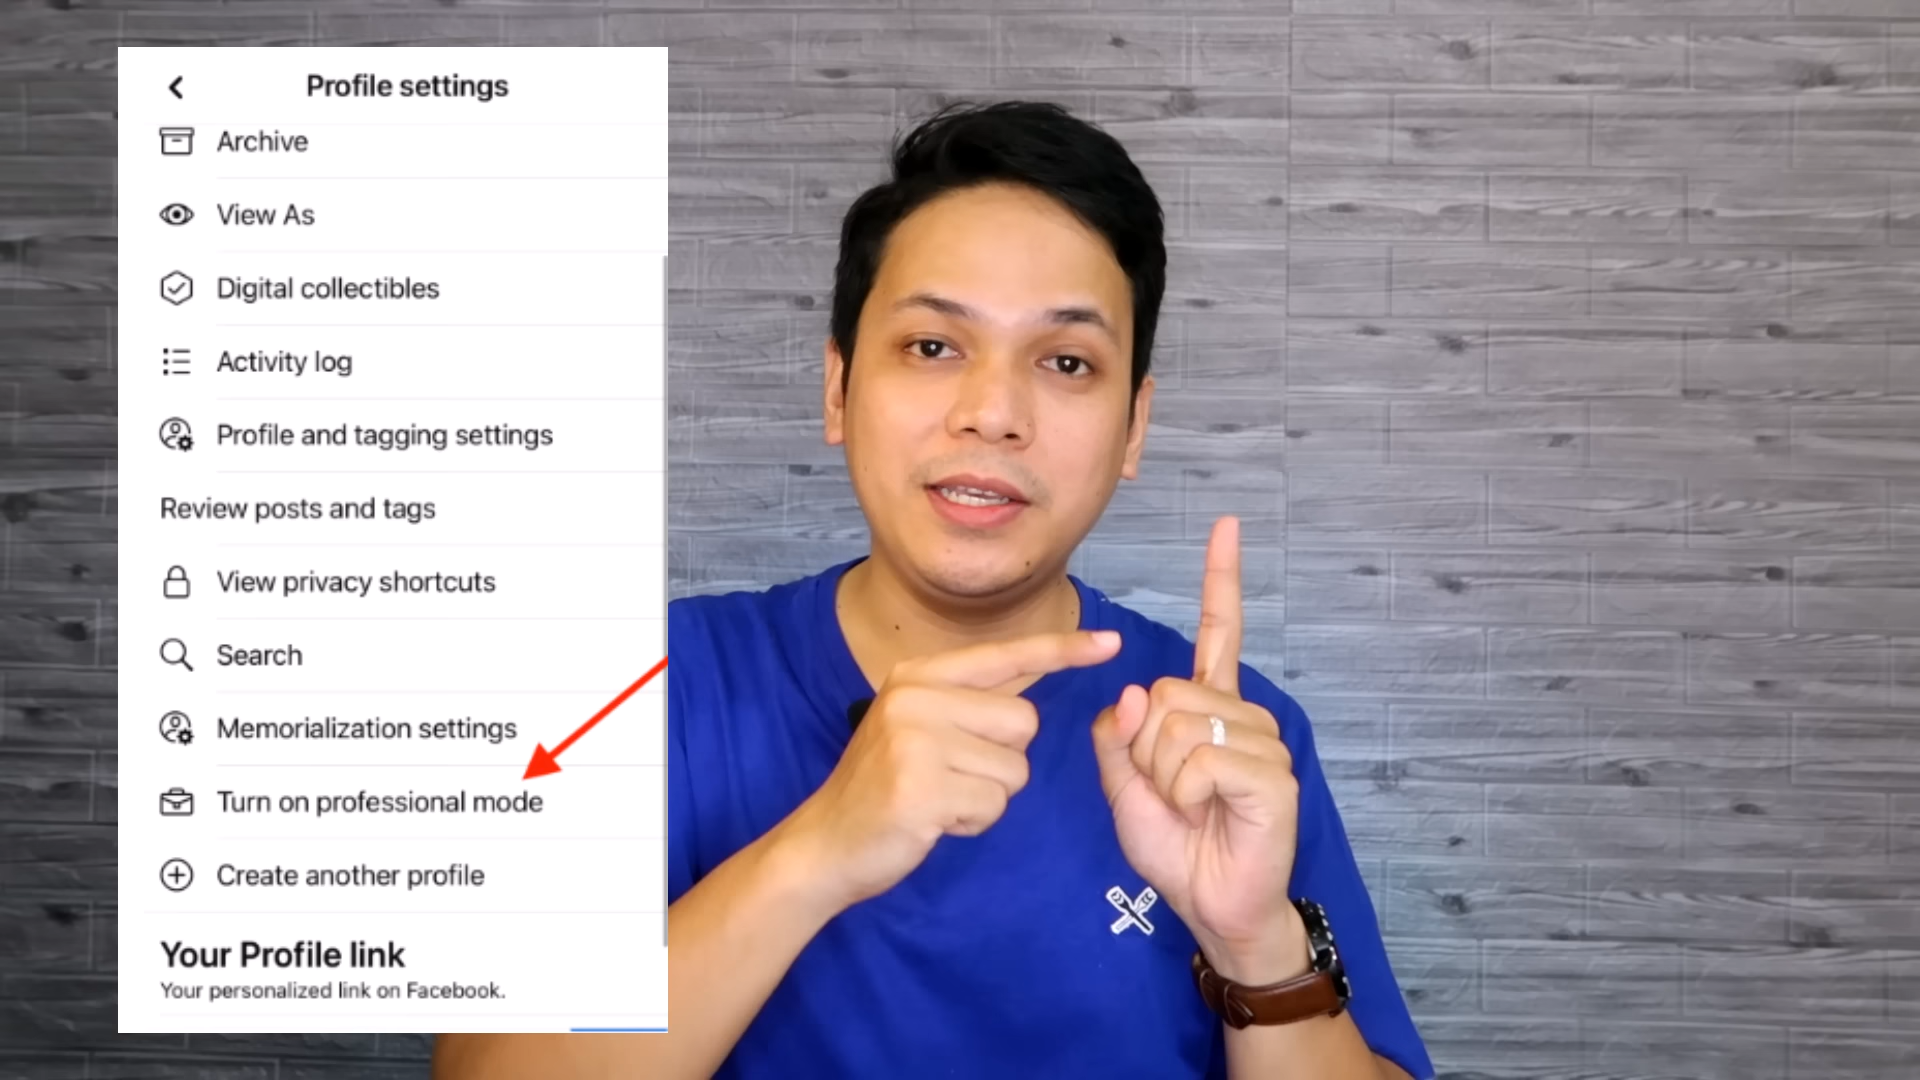 Profile settings
Archive
View As
Digital collectibles
Activity log
Profile and tagging settings
Review posts and tags
View privacy shortcuts
Search
Memorialization settings
Turn on professional mode
Create another profile
Your Profile link
Your personalized link on Facebook.